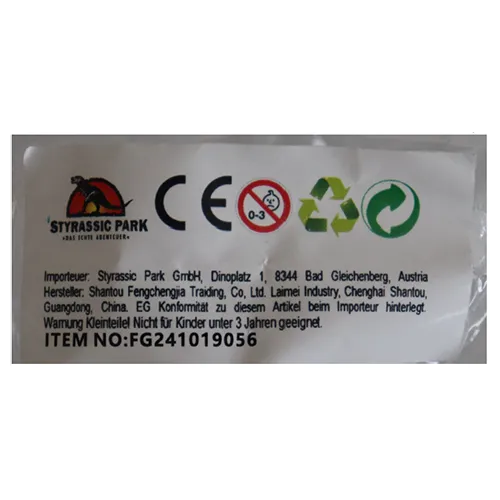 STYRASSIC PARK
«DAS ECHTE ABENTEUER»
CE
0-3
Importeuer: Styrassic Park GmbH, Dinoplatz 1, 8344 Bad Gleichenberg, Austria
Hersteller: Shantou Fengchengjia Traiding, Co, Ltd. Laimei Industry, Chenghai Shantou,
Guangdong, China. EG Konformität zu diesem Artikel beim Importeur hinterlegt.
Warnung Kleinteile! Nicht für Kinder unter 3 Jahren geeignet.
ITEM NO:FG241019056